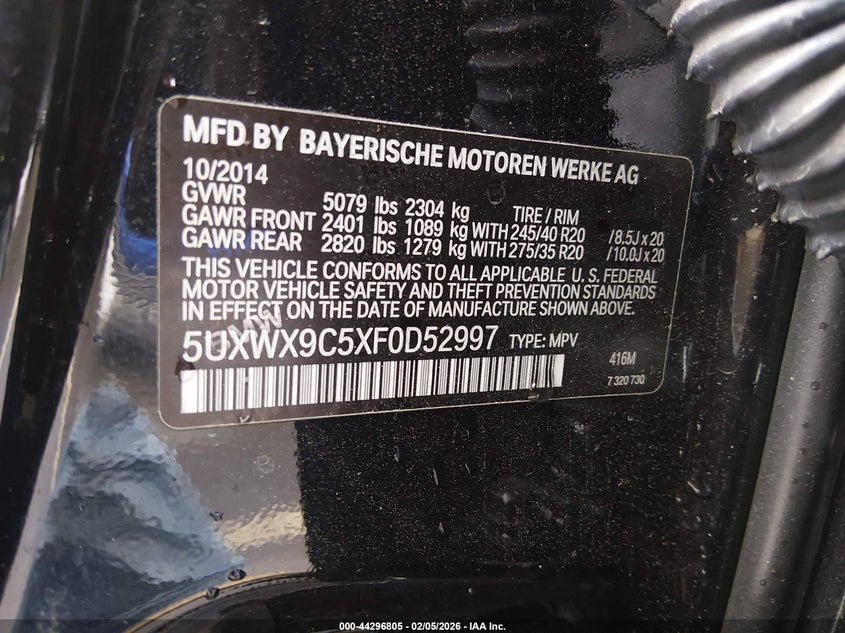 MFD BY BAYERISCHE MOTOREN WERKE AG
10/2014
GVWR 5079 lbs 2304 kg TIRE / RIM
GAWR FRONT 2401 lbs 1089 kg WITH 245/40 R20 / 8.5J x 20
GAWR REAR 2820 lbs 1279 kg WITH 275/35 R20 / 10.0J x 20
THIS VEHICLE CONFORMS TO ALL APPLICABLE U. S. FEDERAL
MOTOR VEHICLE SAFETY AND THEFT PREVENTION STANDARDS
IN EFFECT ON THE DATE OF MANUFACTURE SHOWN ABOVE.
5UXWX9C5XF0D52997 TYPE: MPV 416M
7 320 730
000-44296805 - 02/05/2026 - IAA Inc.